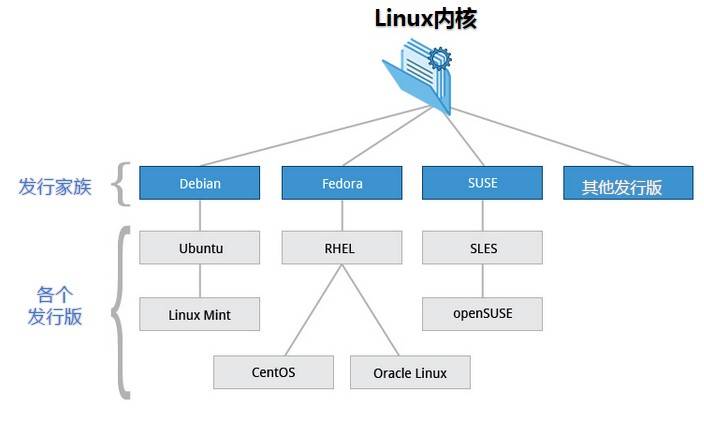 Linux内核
发行家族
Debian
Fedora
SUSE
其他发行版
各个
发行版
Ubuntu
RHEL
SLES
Linux Mint
openSUSE
CentOS
Oracle Linux